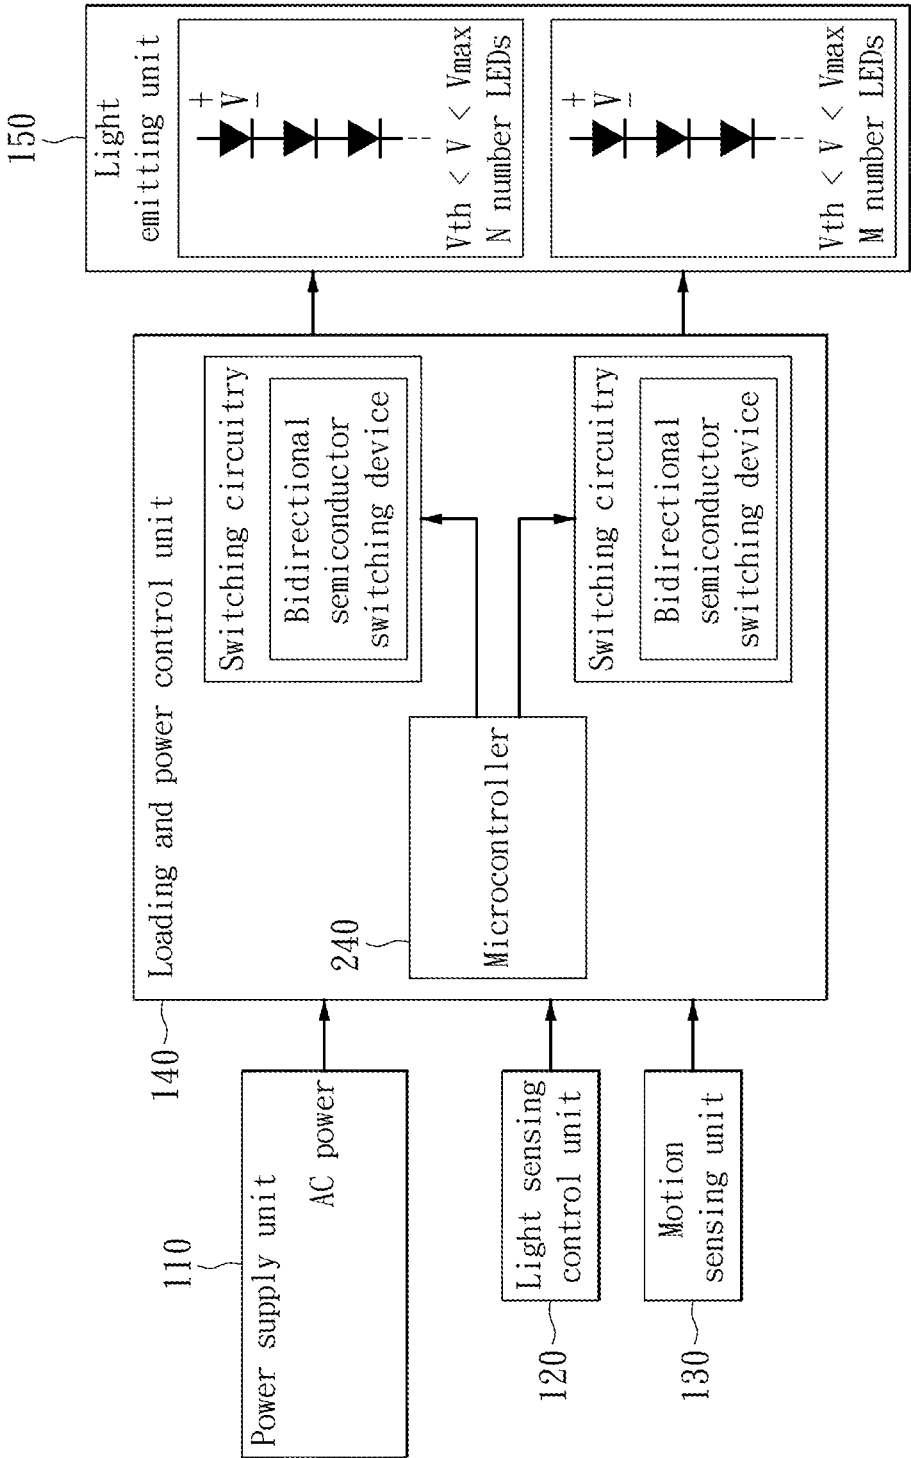 110
Power supply unit
AC power
120
Light sensing
control unit
130
Motion
sensing unit
140
Loading and power control unit
240
Microcontroller
Switching circuitry
Bidirectional
semiconductor
switching device
Switching circuitry
Bidirectional
semiconductor
switching device
150
Light
emitting unit
+
V
-
Vth < V < Vmax
N number LEDs
+
V
-
Vth < V < Vmax
M number LEDs